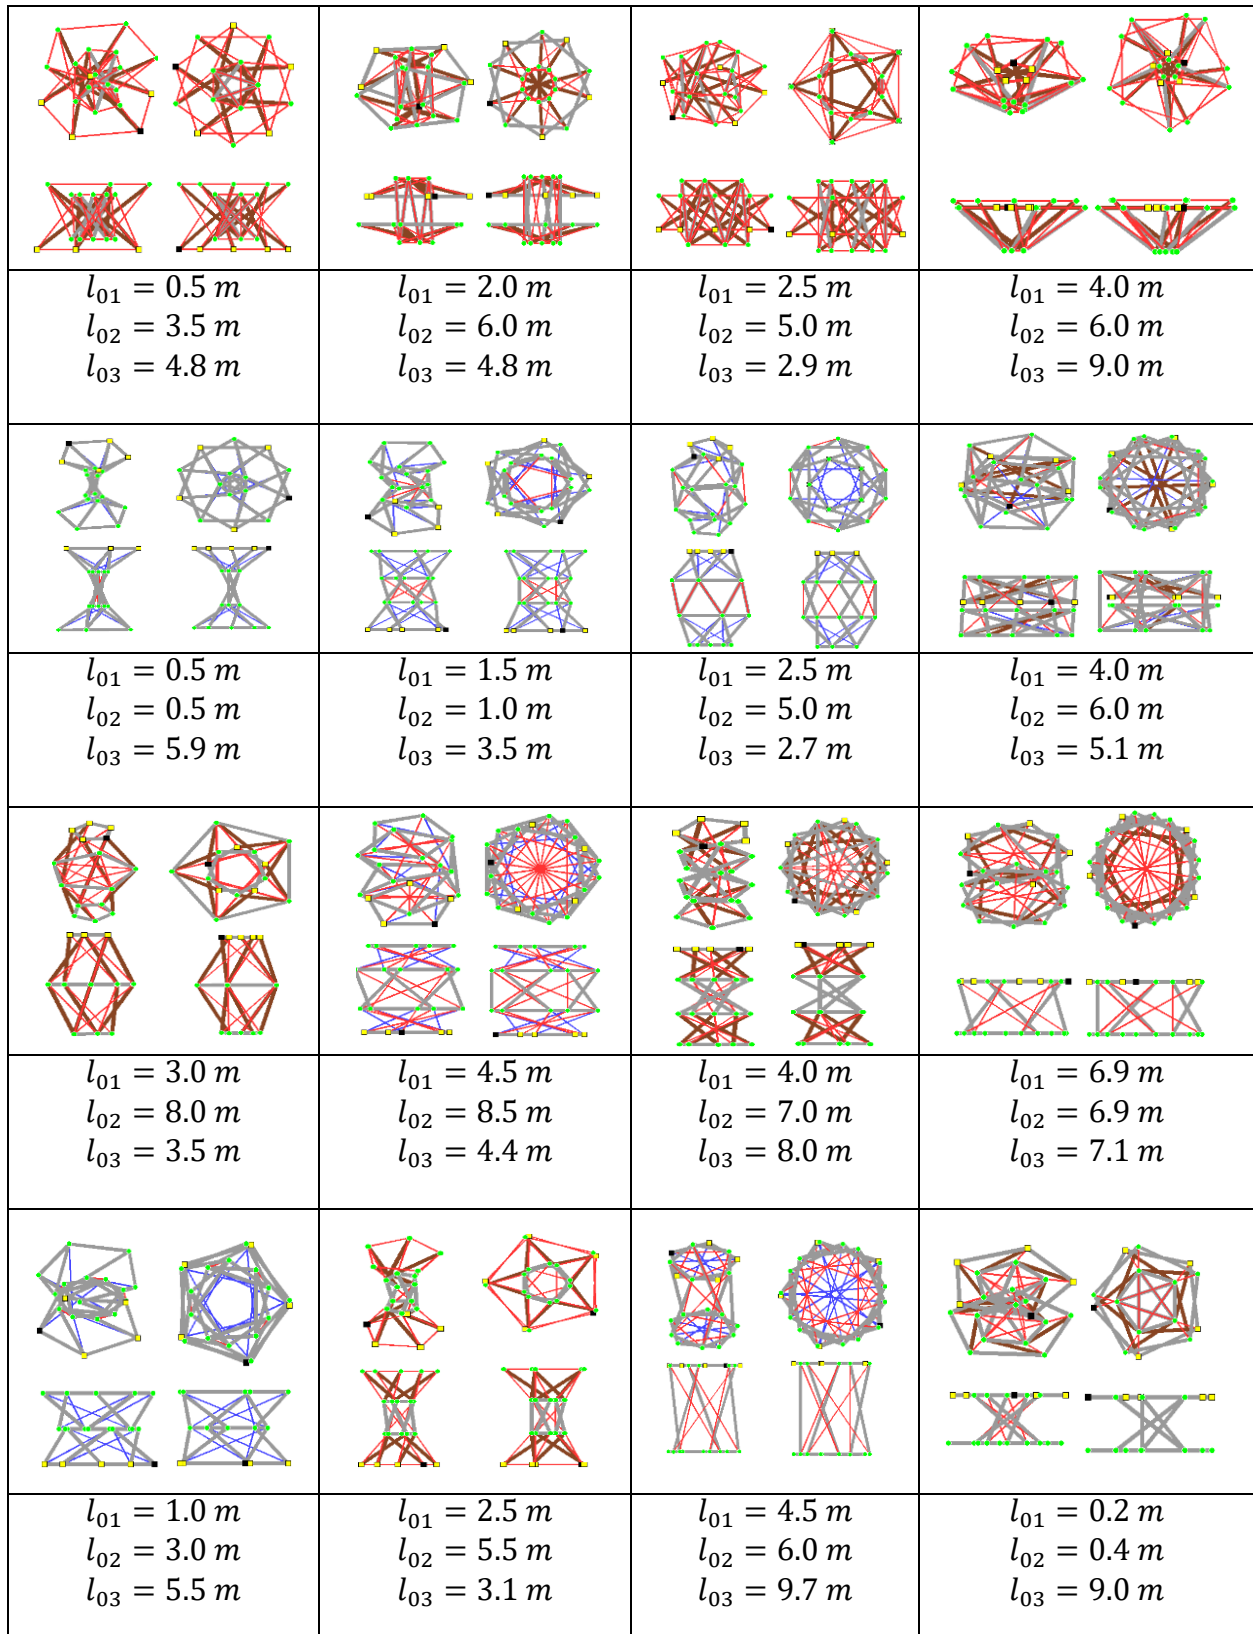 l₀₁ = 0.5 m
l₀₂ = 3.5 m
l₀₃ = 4.8 m
l₀₁ = 2.0 m
l₀₂ = 6.0 m
l₀₃ = 4.8 m
l₀₁ = 2.5 m
l₀₂ = 5.0 m
l₀₃ = 2.9 m
l₀₁ = 4.0 m
l₀₂ = 6.0 m
l₀₃ = 9.0 m
l₀₁ = 0.5 m
l₀₂ = 0.5 m
l₀₃ = 5.9 m
l₀₁ = 1.5 m
l₀₂ = 1.0 m
l₀₃ = 3.5 m
l₀₁ = 2.5 m
l₀₂ = 5.0 m
l₀₃ = 2.7 m
l₀₁ = 4.0 m
l₀₂ = 6.0 m
l₀₃ = 5.1 m
l₀₁ = 3.0 m
l₀₂ = 8.0 m
l₀₃ = 3.5 m
l₀₁ = 4.5 m
l₀₂ = 8.5 m
l₀₃ = 4.4 m
l₀₁ = 4.0 m
l₀₂ = 7.0 m
l₀₃ = 8.0 m
l₀₁ = 6.9 m
l₀₂ = 6.9 m
l₀₃ = 7.1 m
l₀₁ = 1.0 m
l₀₂ = 3.0 m
l₀₃ = 5.5 m
l₀₁ = 2.5 m
l₀₂ = 5.5 m
l₀₃ = 3.1 m
l₀₁ = 4.5 m
l₀₂ = 6.0 m
l₀₃ = 9.7 m
l₀₁ = 0.2 m
l₀₂ = 0.4 m
l₀₃ = 9.0 m